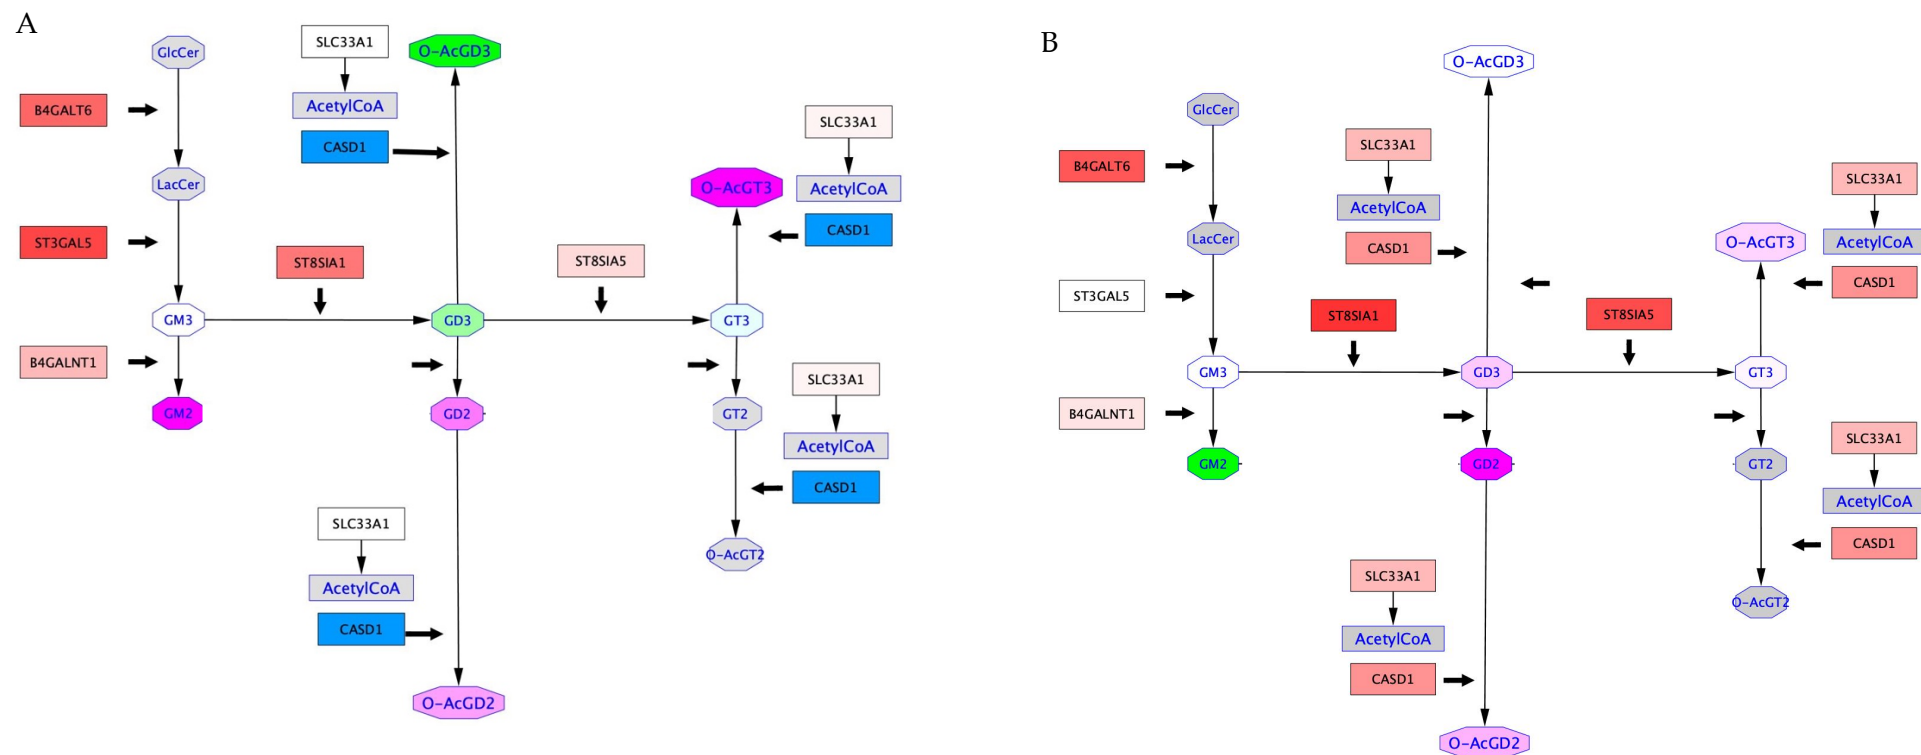 A
GlcCer
SLC33A1
O-AcGD3
AcetylCoA
B4GALT6
CASD1
SLC33A1
LacCer
O-AcGT3
AcetylCoA
CASD1
ST3GAL5
ST8SIA1
ST8SIA5
GM3
GD3
GT3
B4GALNT1
SLC33A1
GM2
GD2
GT2
AcetylCoA
CASD1
SLC33A1
O-AcGT2
AcetylCoA
CASD1
O-AcGD2
B
O-AcGD3
GlcCer
SLC33A1
B4GALT6
SLC33A1
AcetylCoA
LacCer
CASD1
O-AcGT3
AcetylCoA
CASD1
ST3GAL5
ST8SIA1
ST8SIA5
GM3
GD3
GT3
B4GALNT1
SLC33A1
GM2
GD2
GT2
AcetylCoA
CASD1
SLC33A1
O-AcGT2
AcetylCoA
CASD1
O-AcGD2